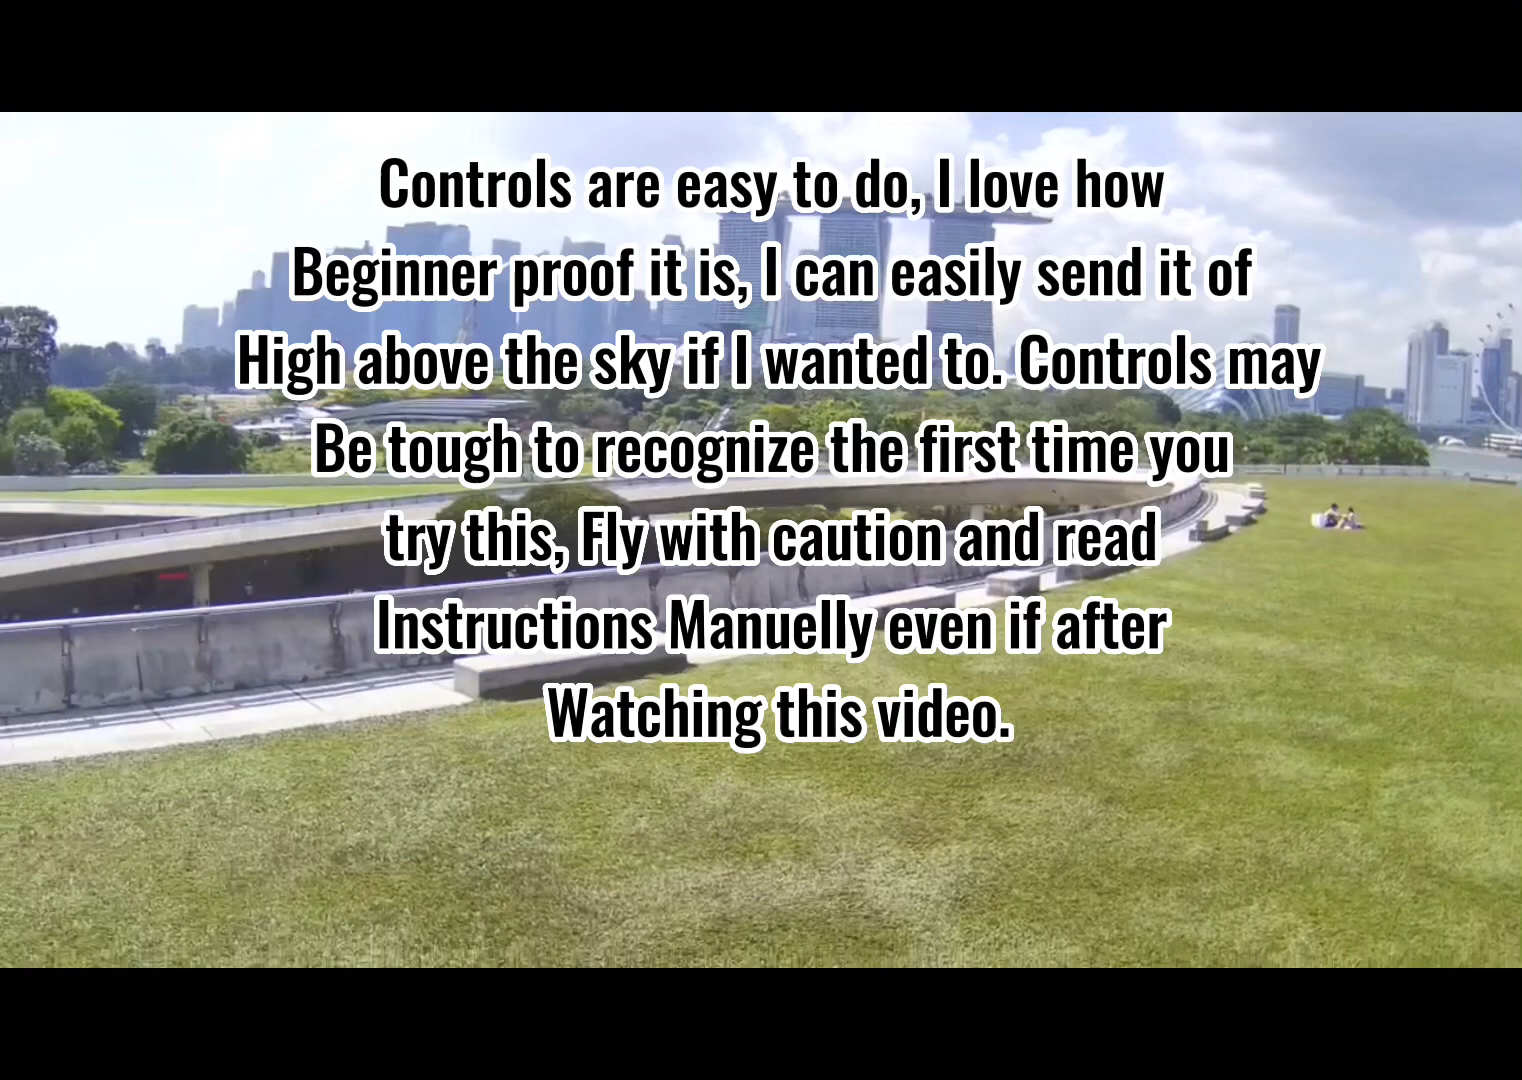 Controls are easy to do, I love how
Beginner proof it is, I can easily send it of
High above the sky if I wanted to. Controls may
Be tough to recognize the first time you
try this, Fly with caution and read
Instructions Manuelly even if after
Watching this video.